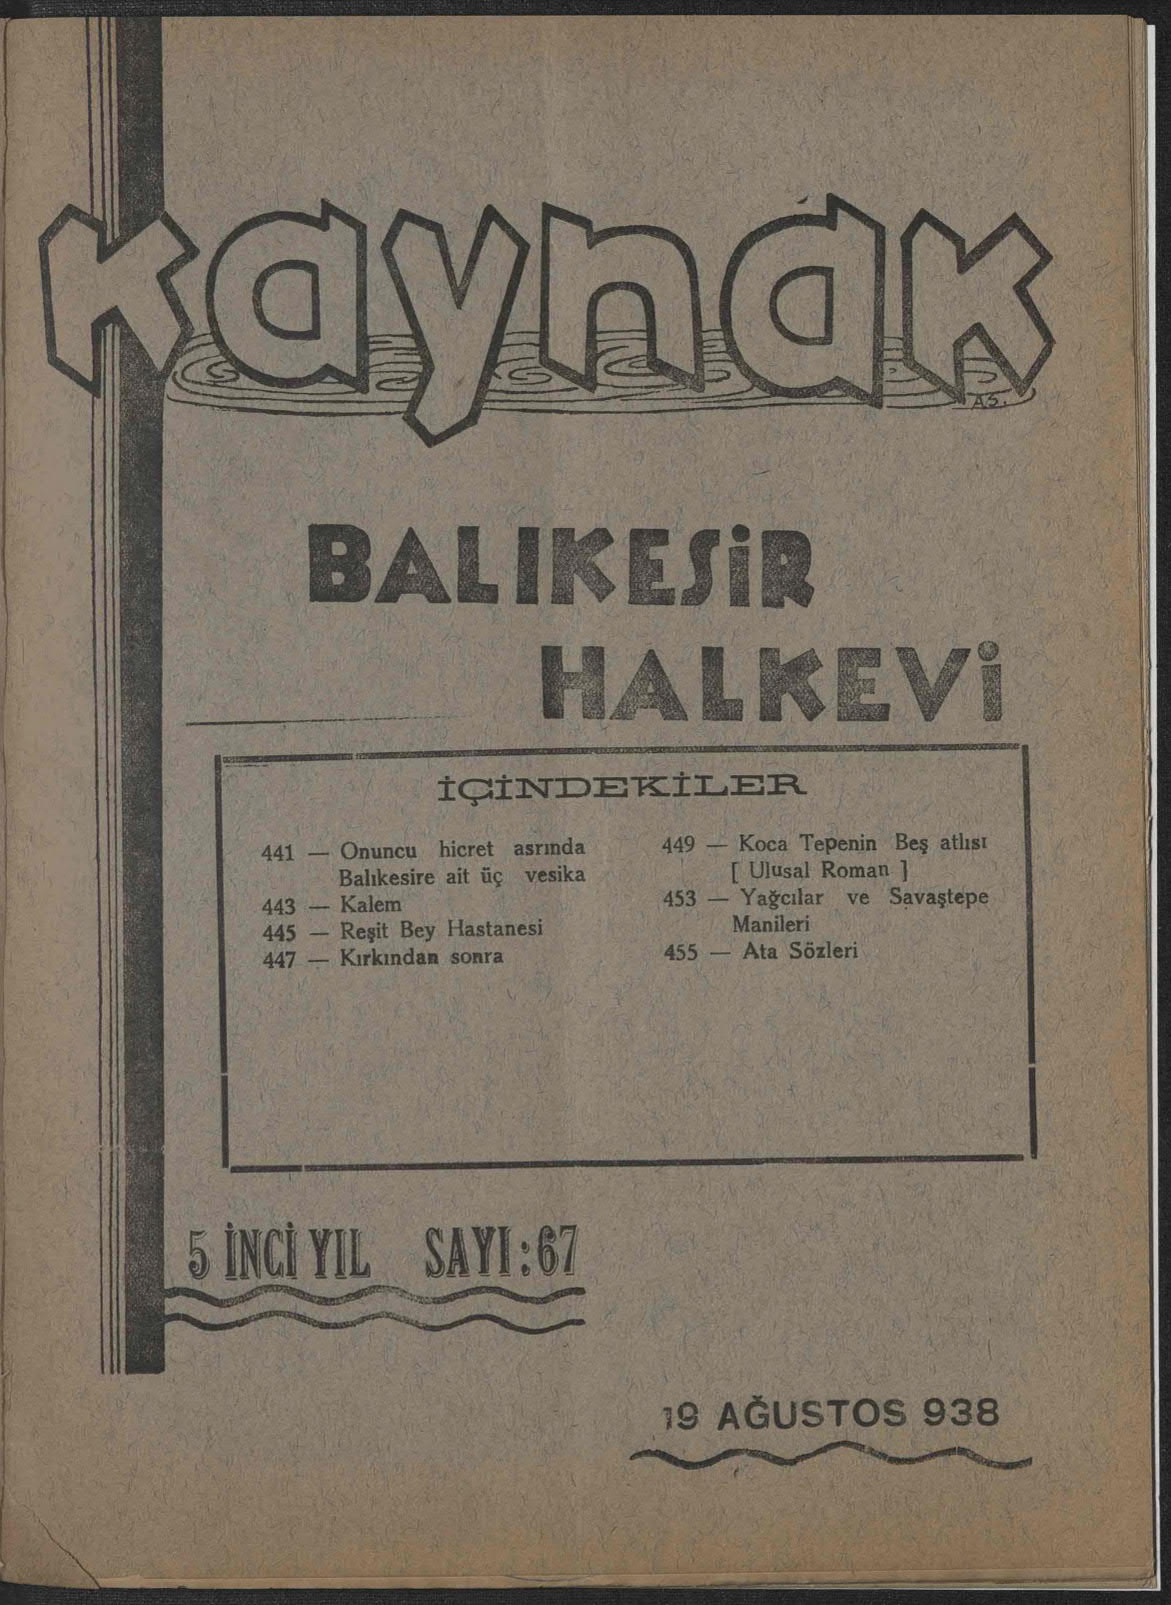 kaynak
A.S.
BALIKESİR
HALKEVİ
İÇİNDEKİLER
441 — Onuncu hicret asrında
Balıkesire ait üç vesika
443 — Kalem
445 — Reşit Bey Hastanesi
447 — Kırkından sonra
449 — Koca Tepenin Beş atlısı
[ Ulusal Roman ]
453 — Yağcılar ve Savaştepe
Manileri
455 — Ata Sözleri
5 İNCİ YIL SAYI:67
19 AĞUSTOS 938